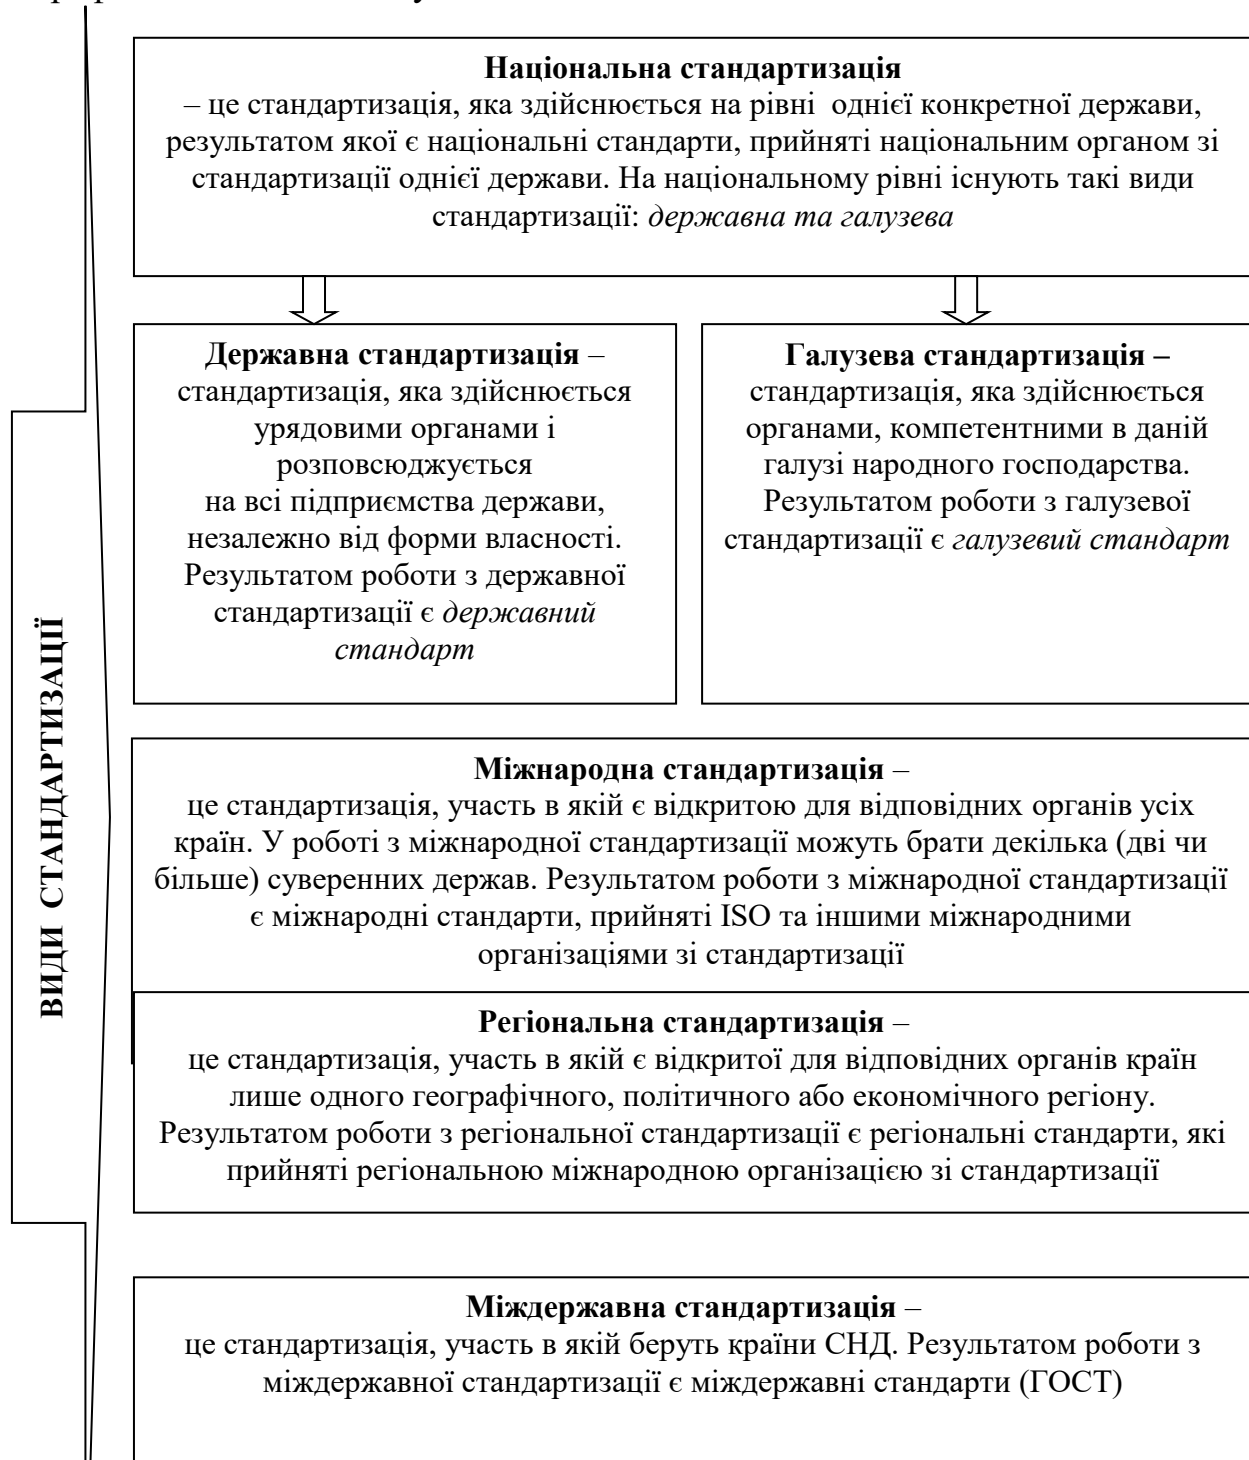 Національна стандартизація
– це стандартизація, яка здійснюється на рівні однієї конкретної держави,
результатом якої є національні стандарти, прийняті національним органом зі
стандартизації однієї держави. На національному рівні існують такі види
стандартизації: державна та галузева
Державна стандартизація –
стандартизація, яка здійснюється
урядовими органами і
розповсюджується
на всі підприємства держави,
незалежно від форми власності.
Результатом роботи з державної
стандартизації є державний
стандарт
Галузева стандартизація –
стандартизація, яка здійснюється
органами, компетентними в даній
галузі народного господарства.
Результатом роботи з галузевої
стандартизації є галузевий стандарт
ВИДИ СТАНДАРТИЗАЦІЇ
Міжнародна стандартизація –
це стандартизація, участь в якій є відкритою для відповідних органів усіх
країн. У роботі з міжнародної стандартизації можуть брати декілька (дві чи
більше) суверенних держав. Результатом роботи з міжнародної стандартизації
є міжнародні стандарти, прийняті ISO та іншими міжнародними
організаціями зі стандартизації
Регіональна стандартизація –
це стандартизація, участь в якій є відкритої для відповідних органів країн
лише одного географічного, політичного або економічного регіону.
Результатом роботи з регіональної стандартизації є регіональні стандарти, які
прийняті регіональною міжнародною організацією зі стандартизації
Міждержавна стандартизація –
це стандартизація, участь в якій беруть країни СНД. Результатом роботи з
міждержавної стандартизації є міждержавні стандарти (ГОСТ)